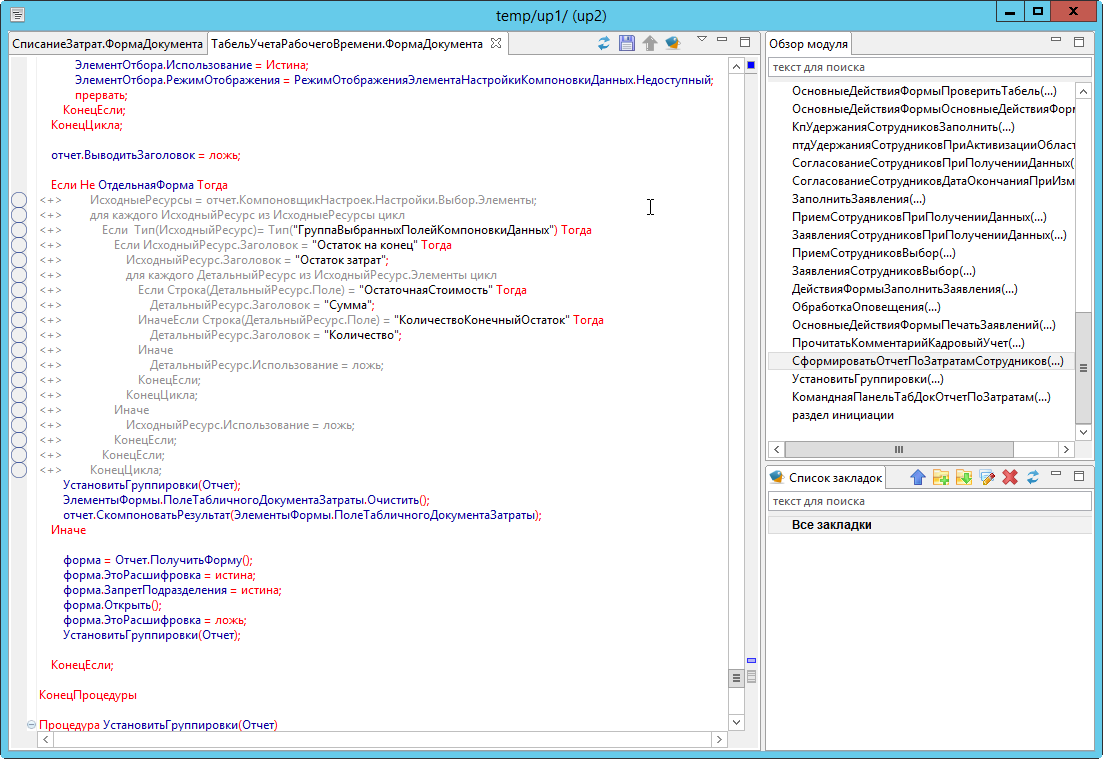 temp/up1/ (up2)
СписаниеЗатрат.ФормаДокумента
ТабельУчетаРабочегоВремени.ФормаДокумента
ЭлементОтбора.Использование = Истина;
ЭлементОтбора.РежимОтображения = РежимОтображенияЭлементаНастройкиКомпоновкиДанных.Недоступный;
прервать;
КонецЕсли;
КонецЦикла;
отчет.ВыводитьЗаголовок = ложь;
Если Не ОтдельнаяФорма Тогда
<+> ИсходныеРесурсы = отчет.КомпоновщикНастроек.Настройки.Выбор.Элементы;
<+> для каждого ИсходныйРесурс из ИсходныеРесурсы цикл
<+> Если Тип(ИсходныйРесурс)= Тип("ГруппаВыбранныхПолейКомпоновкиДанных") Тогда
<+> Если ИсходныйРесурс.Заголовок = "Остаток на конец" Тогда
<+> ИсходныйРесурс.Заголовок = "Остаток затрат";
<+> для каждого ДетальныйРесурс из ИсходныйРесурс.Элементы цикл
<+> Если Строка(ДетальныйРесурс.Поле) = "ОстаточнаяСтоимость" Тогда
<+> ДетальныйРесурс.Заголовок = "Сумма";
<+> ИначеЕсли Строка(ДетальныйРесурс.Поле) = "КоличествоКонечныйОстаток" Тогда
<+> ДетальныйРесурс.Заголовок = "Количество";
<+> Иначе
<+> ДетальныйРесурс.Использование = ложь;
<+> КонецЕсли;
<+> КонецЦикла;
<+> Иначе
<+> ИсходныйРесурс.Использование = ложь;
<+> КонецЕсли;
<+> КонецЕсли;
<+> КонецЦикла;
УстановитьГруппировки(Отчет);
ЭлементыФормы.ПолеТабличногоДокументаЗатраты.Очистить();
отчет.СкомпоноватьРезультат(ЭлементыФормы.ПолеТабличногоДокументаЗатраты);
Иначе
форма = Отчет.ПолучитьФорму();
форма.ЭтоРасшифровка = истина;
форма.ЗапретПодразделения = истина;
форма.Открыть();
форма.ЭтоРасшифровка = ложь;
УстановитьГруппировки(Отчет);
КонецЕсли;
КонецПроцедуры
Процедура УстановитьГруппировки(Отчет)
Обзор модуля
текст для поиска
ОсновныеДействияФормыПроверитьТабель(...)
ОсновныеДействияФормыОсновныеДействияФорм
КпУдержанияСотрудниковЗаполнить(...)
птдУдержанияСотрудниковПриАктивизацииОбласт
СогласованиеСотрудниковПриПолученииДанных(
СогласованиеСотрудниковДатаОкончанияПриИзм
ЗаполнитьЗаявления(...)
ПриемСотрудниковПриПолученииДанных(...)
ЗаявленияСотрудниковПриПолученииДанных(...)
ПриемСотрудниковВыбор(...)
ЗаявленияСотрудниковВыбор(...)
ДействияФормыЗаполнитьЗаявления(...)
ОбработкаОповещения(...)
ОсновныеДействияФормыПечатьЗаявлений(...)
ПрочитатьКомментарийКадровыйУчет(...)
СформироватьОтчетПоЗатратамСотрудников(...)
УстановитьГруппировки(...)
КоманднаяПанельТабДокОтчетПоЗатратам(...)
раздел инициации
Список закладок
текст для поиска
Все закладки